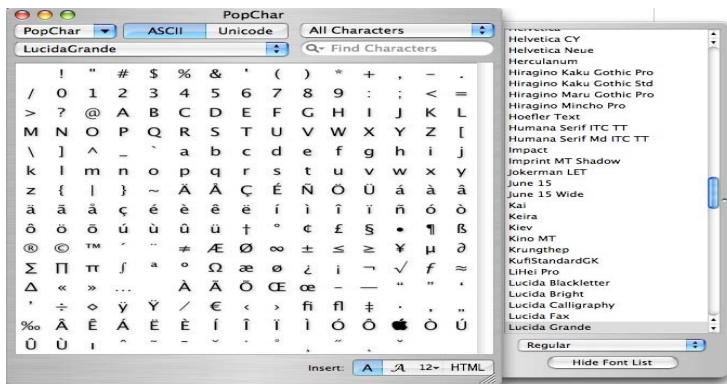 PopChar
PopChar ASCII Unicode All Characters
LucidaGrande Find Characters
! " # $ % & ' ( ) * + , – .
/ 0 1 2 3 4 5 6 7 8 9 : ; < =
> ? @ A B C D E F G H I J K L
M N O P Q R S T U V W X Y Z [
\ ] ^ _ ` a b c d e f g h i j
k l m n o p q r s t u v w x y
z { | } ~ Ä Å Ç É Ñ Ö Ü á à â
ä ã å ç é è ê ë í ì î ï ñ ó ò
ô ö õ ú ù û ü † ° ¢ £ § • ¶ ß
® © ™ ´ ¨ ≠ Æ Ø ∞ ± ≤ ≥ ¥ µ ∂
Σ Π π ∫ ª º Ω æ ø ¿ ¡ ¬ √ ƒ ≈
Δ « » … À Ã Õ Œ œ – — “ ” ‘
’ ÷ ◊ ÿ Ÿ ⁄ € ‹ › fi fl ‡ · ‚ „
‰ Â Ê Á Ë È Í Î Ï Ì Ó Ô  Ò Ú
Û Ù ı ˆ ˜ ¯ ˘ ˙ ˚ ¸ ˝ ˛ ˇ
Insert: A A 12 HTML
Helvetica
Helvetica CY
Helvetica Neue
Herculanum
Hiragino Kaku Gothic Pro
Hiragino Kaku Gothic Std
Hiragino Maru Gothic Pro
Hiragino Mincho Pro
Hoefler Text
Humana Serif ITC TT
Humana Serif Md ITC TT
Impact
Imprint MT Shadow
Jokerman LET
June 15
June 15 Wide
Kai
Keira
Kiev
Kino MT
Krungthep
KufiStandardGK
LiHei Pro
Lucida Blackletter
Lucida Bright
Lucida Calligraphy
Lucida Fax
Lucida Grande
Regular
Hide Font List